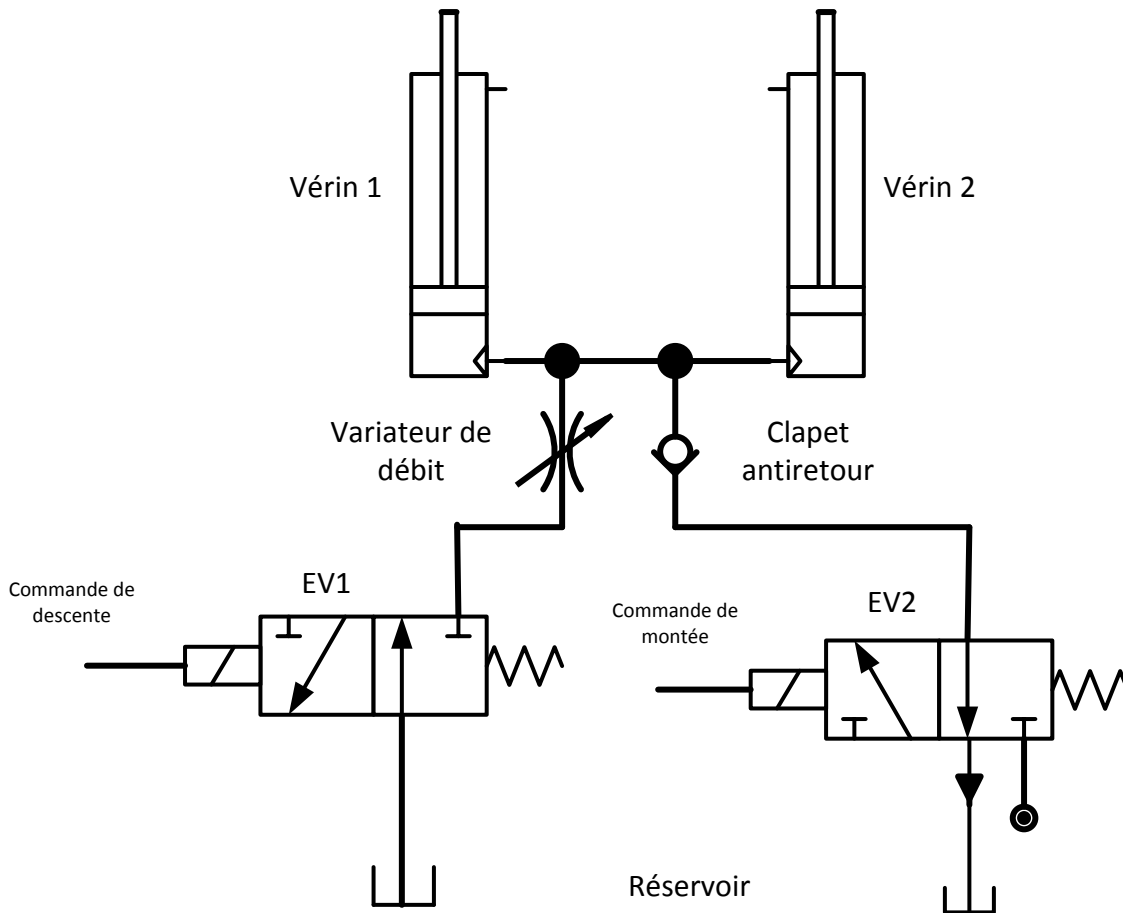 Vérin 1
Vérin 2
Variateur de
débit
Clapet
antiretour
Commande de
descente
EV1
Commande de
montée
EV2
Réservoir